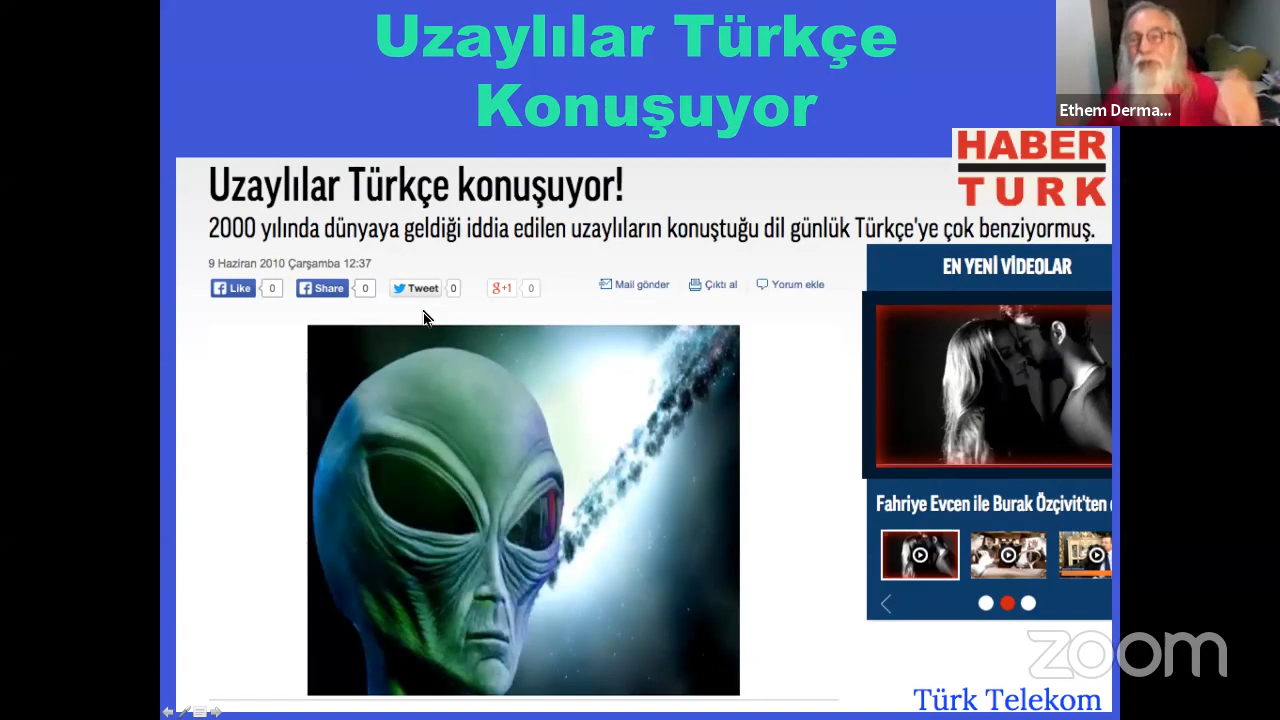 Uzaylılar Türkçe
Konuşuyor
Ethem Derma...
HABER
TURK
Uzaylılar Türkçe konuşuyor!
2000 yılında dünyaya geldiği iddia edilen uzaylıların konuştuğu dil günlük Türkçe'ye çok benziyormuş.
9 Haziran 2010 Çarşamba 12:37
Like 0 Share 0 Tweet 0 g+1 0 Mail gönder Çıktı al Yorum ekle
EN YENİ VİDEOLAR
Fahriye Evcen ile Burak Özçivit'ten
zoom
Türk Telekom